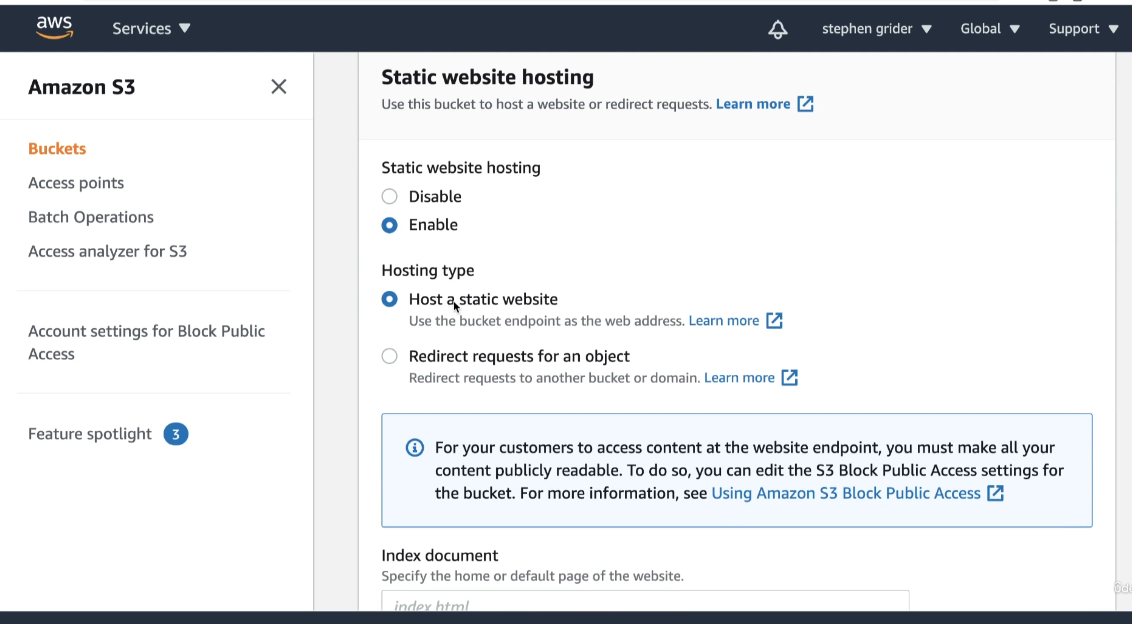 aws
Services
stephen grider
Global
Support
Amazon S3
Buckets
Access points
Batch Operations
Access analyzer for S3
Account settings for Block Public
Access
Feature spotlight 3
Static website hosting
Use this bucket to host a website or redirect requests. Learn more
Static website hosting
Disable
Enable
Hosting type
Host a static website
Use the bucket endpoint as the web address. Learn more
Redirect requests for an object
Redirect requests to another bucket or domain. Learn more
For your customers to access content at the website endpoint, you must make all your
content publicly readable. To do so, you can edit the S3 Block Public Access settings for
the bucket. For more information, see Using Amazon S3 Block Public Access
Index document
Specify the home or default page of the website.
index.html